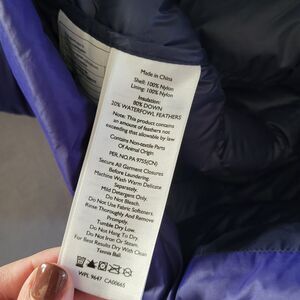 Made in China
Shell: 100% Nylon
Lining: 100% Nylon
Insulation:
80% DOWN
20% WATERFOWL FEATHERS
Note: This product contains
an amount of feathers not
exceeding that allowable by law
Contains Non-textile Parts
Of Animal Origin
PER. NO.PA 9755(CN)
Secure All Garment Closures
Before Laundering.
Machine Wash Warm Delicate
Separately.
Mild Detergent Only.
Do Not Bleach.
Do Not Use Fabric Softeners.
Rinse Thoroughly And Remove
Promptly.
Tumble Dry Low.
Do Not Hang To Dry
Do Not Iron Or Steam.
For Best Results Dry With Clean
Tennis Ball.
WPL 9647 CA00665